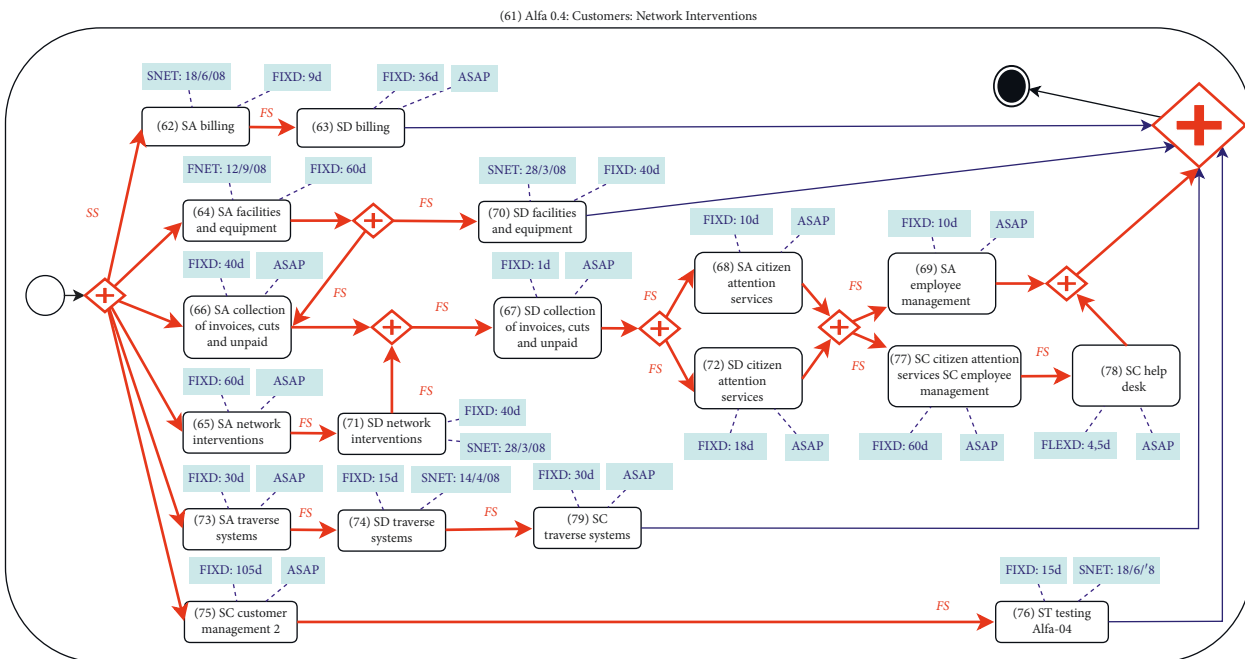 (61) Alfa 0.4: Customers: Network Interventions
SNET: 18/6/08
FIXD: 9d
FIXD: 36d
ASAP
(62) SA billing
FS
(63) SD billing
FNET: 12/9/08
FIXD: 60d
SNET: 28/3/08
FIXD: 40d
SS
(64) SA facilities
and equipment
FS
(70) SD facilities
and equipment
FIXD: 40d
ASAP
FS
FIXD: 1d
ASAP
FIXD: 10d
ASAP
FIXD: 10d
ASAP
(66) SA collection
of invoices, cuts
and unpaid
FS
(67) SD collection
of invoices, cuts
and unpaid
FS
(68) SA citizen
attention
services
FS
(69) SA
employee
management
FIXD: 60d
ASAP
FS
FS
(72) SD citizen
attention
services
FS
(77) SC citizen attention
services SC employee
management
FS
(78) SC help
desk
(65) SA network
interventions
FS
(71) SD network
interventions
FIXD: 40d
SNET: 28/3/08
FIXD: 18d
ASAP
FIXD: 60d
ASAP
FLEXD: 4,5d
ASAP
FIXD: 30d
ASAP
FIXD: 15d
SNET: 14/4/08
FIXD: 30d
ASAP
(73) SA traverse
systems
FS
(74) SD traverse
systems
FS
(79) SC
traverse systems
FIXD: 105d
ASAP
FIXD: 15d
SNET: 18/6/'8
(75) SC customer
management 2
FS
(76) ST testing
Alfa-04